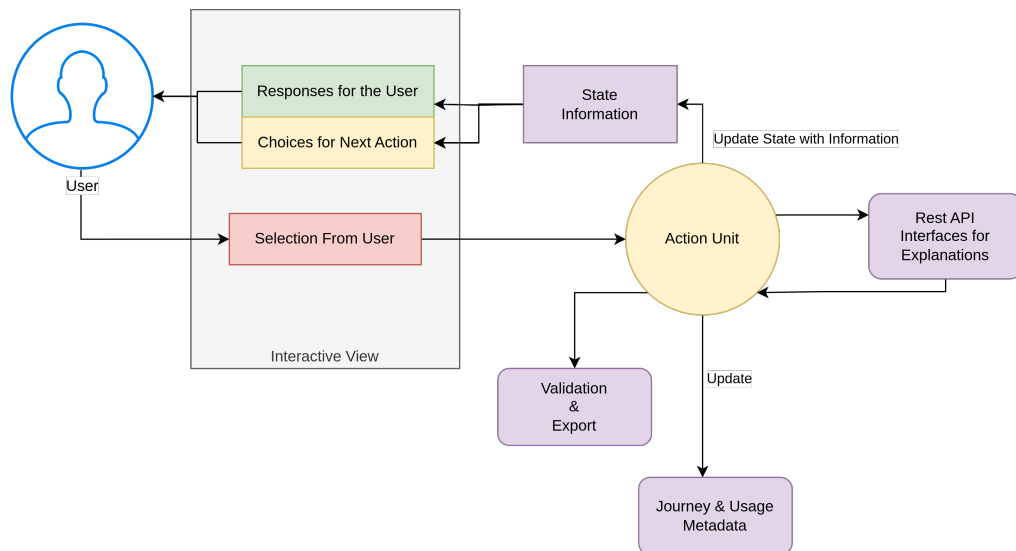 Responses for the User
Choices for Next Action
State
Information
Update State with Information
User
Selection From User
Action Unit
Rest API
Interfaces for
Explanations
Interactive View
Validation
&
Export
Update
Journey & Usage
Metadata